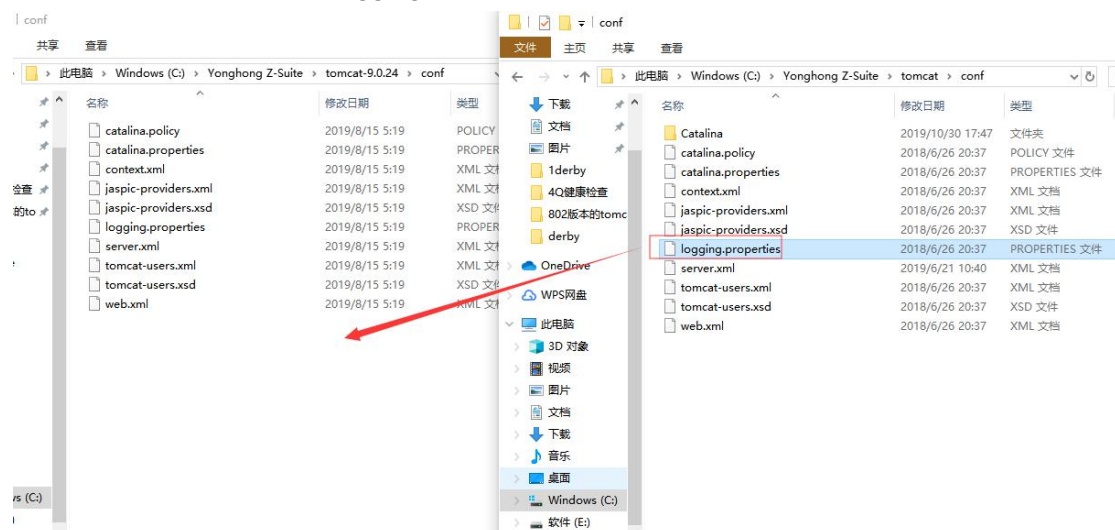 conf
共享 查看
此电脑 > Windows (C:) > Yonghong Z-Suite > tomcat-9.0.24 > conf
名称 修改日期 类型
catalina.policy 2019/8/15 5:19 POLICY
catalina.properties 2019/8/15 5:19 PROPER
context.xml 2019/8/15 5:19 XML 文
jaspic-providers.xml 2019/8/15 5:19 XML 文
jaspic-providers.xsd 2019/8/15 5:19 XSD 文
logging.properties 2019/8/15 5:19 PROPER
server.xml 2019/8/15 5:19 XML 文
tomcat-users.xml 2019/8/15 5:19 XML 文
tomcat-users.xsd 2019/8/15 5:19 XSD 文
web.xml 2019/8/15 5:19 XML 文
检查
的to
s (C:)
conf
文件 主页 共享 查看
此电脑 > Windows (C:) > Yonghong Z-Suite > tomcat > conf
下载
文档
图片
1derby
4Q健康检查
802版本的tomc
derby
OneDrive
WPS网盘
此电脑
3D 对象
视频
图片
文档
下载
音乐
桌面
Windows (C:)
软件 (E:)
名称 修改日期 类型
Catalina 2019/10/30 17:47 文件夹
catalina.policy 2018/6/26 20:37 POLICY 文件
catalina.properties 2018/6/26 20:37 PROPERTIES 文件
context.xml 2018/6/26 20:37 XML 文档
jaspic-providers.xml 2018/6/26 20:37 XML 文档
jaspic-providers.xsd 2018/6/26 20:37 XSD 文件
logging.properties 2018/6/26 20:37 PROPERTIES 文件
server.xml 2019/6/21 10:40 XML 文档
tomcat-users.xml 2018/6/26 20:37 XML 文档
tomcat-users.xsd 2018/6/26 20:37 XSD 文件
web.xml 2018/6/26 20:37 XML 文档